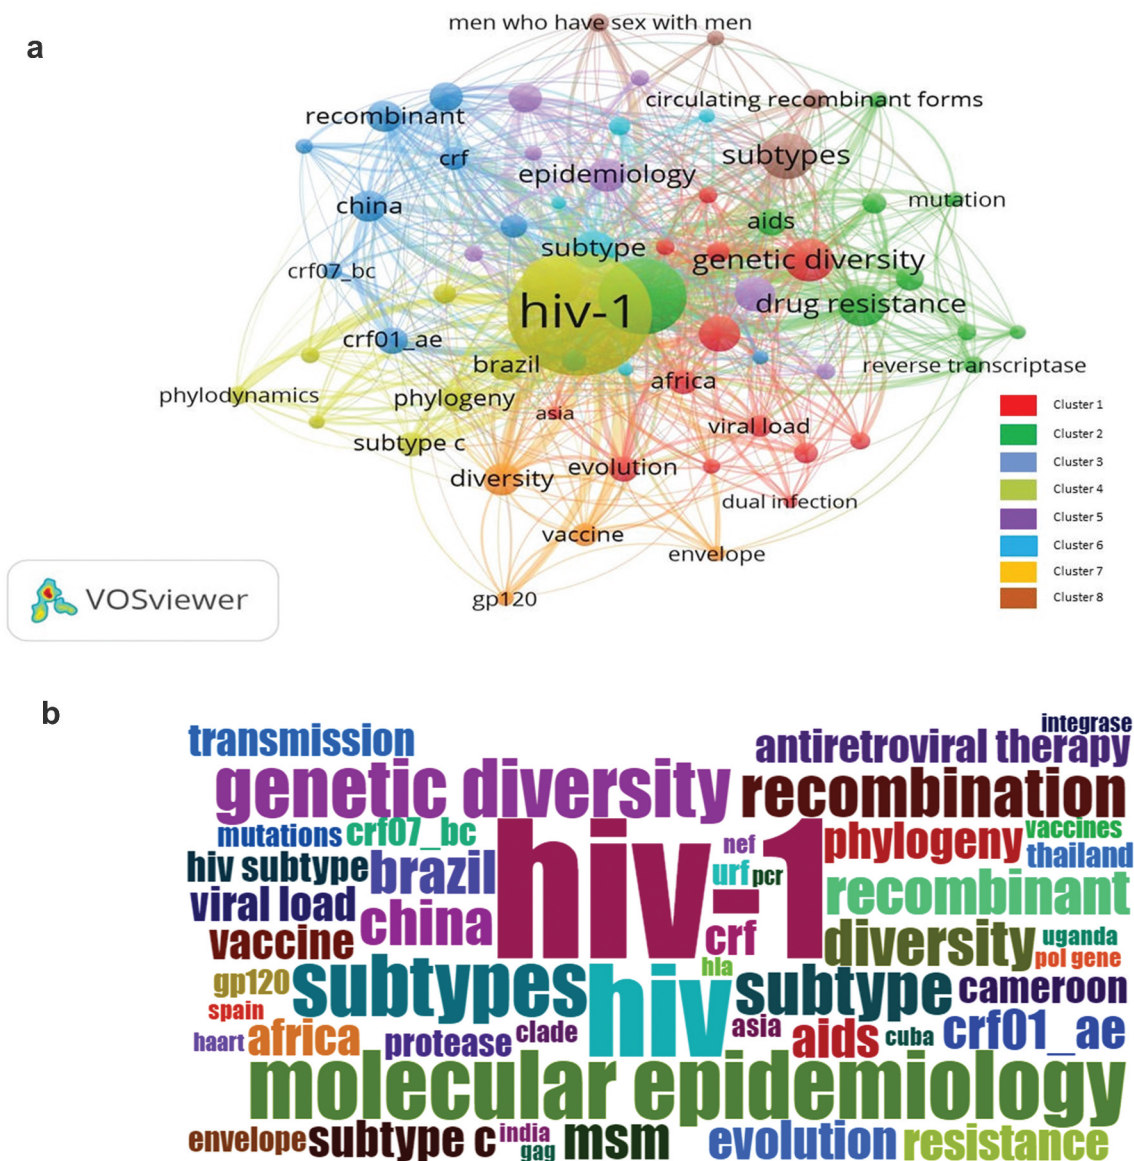 a
men who have sex with men
circulating recombinant forms
recombinant
crf
subtypes
epidemiology
china
mutation
aids
subtype
genetic diversity
crf07_bc
hiv-1
drug resistance
crf01_ae
brazil
reverse transcriptase
africa
phylodynamics
phylogeny
asia
viral load
subtype c
evolution
diversity
dual infection
vaccine
envelope
gp120
Cluster 1
Cluster 2
Cluster 3
Cluster 4
Cluster 5
Cluster 6
Cluster 7
Cluster 8
VOSviewer
b
integrase
transmission
antiretroviral therapy
genetic diversity
recombination
mutations
crf07_bc
hiv-1
nef
phylogeny
vaccines
thailand
hiv subtype
brazil
urf
pcr
viral load
china
recombinant
vaccine
crf
diversity
uganda
pol gene
gp120
subtypes
hla
hiv
subtype
cameroon
spain
haart
africa
protease
clade
asia
aids
cuba
crf01_ae
molecular epidemiology
envelope
subtype c
india
gag
msm
evolution
resistance